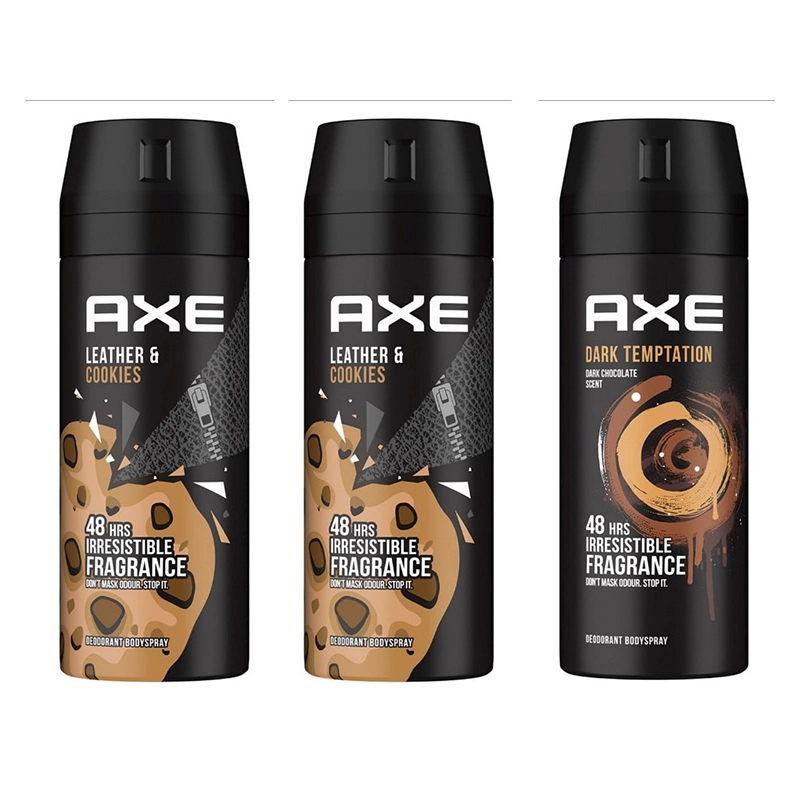 AXE
LEATHER &
COOKIES
48 HRS
IRRESISTIBLE
FRAGRANCE
DON'T MASK ODOUR. STOP IT.
DEODORANT BODYSPRAY
AXE
LEATHER &
COOKIES
48 HRS
IRRESISTIBLE
FRAGRANCE
DON'T MASK ODOUR. STOP IT.
DEODORANT BODYSPRAY
AXE
DARK TEMPTATION
DARK CHOCOLATE
SCENT
48 HRS
IRRESISTIBLE
FRAGRANCE
DON'T MASK ODOUR. STOP IT.
DEODORANT BODYSPRAY